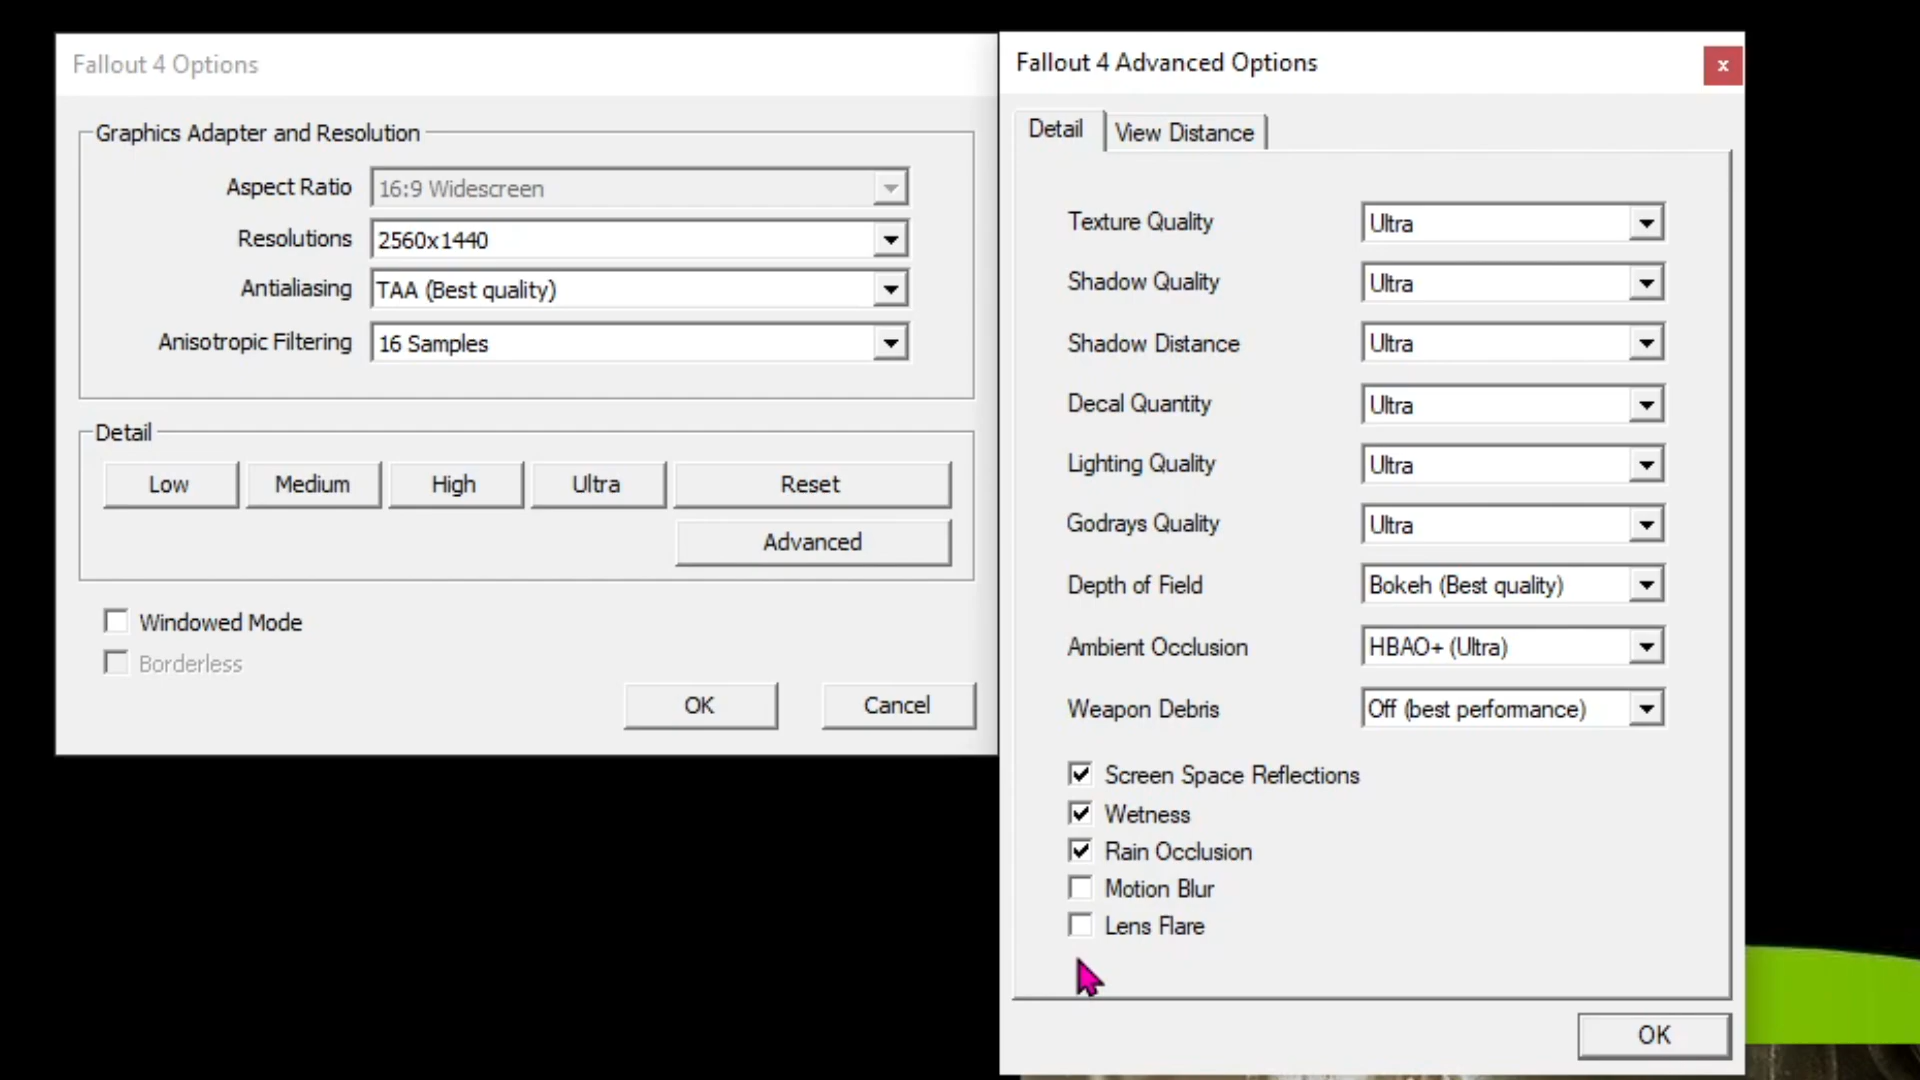 Fallout 4 Options
Graphics Adapter and Resolution
Aspect Ratio 16:9 Widescreen
Resolutions 2560x1440
Antialiasing TAA (Best quality)
Anisotropic Filtering 16 Samples
Detail
Low Medium High Ultra Reset
Advanced
Windowed Mode
Borderless
OK Cancel
Fallout 4 Advanced Options x
Detail View Distance
Texture Quality Ultra
Shadow Quality Ultra
Shadow Distance Ultra
Decal Quantity Ultra
Lighting Quality Ultra
Godrays Quality Ultra
Depth of Field Bokeh (Best quality)
Ambient Occlusion HBAO+ (Ultra)
Weapon Debris Off (best performance)
Screen Space Reflections
Wetness
Rain Occlusion
Motion Blur
Lens Flare
OK